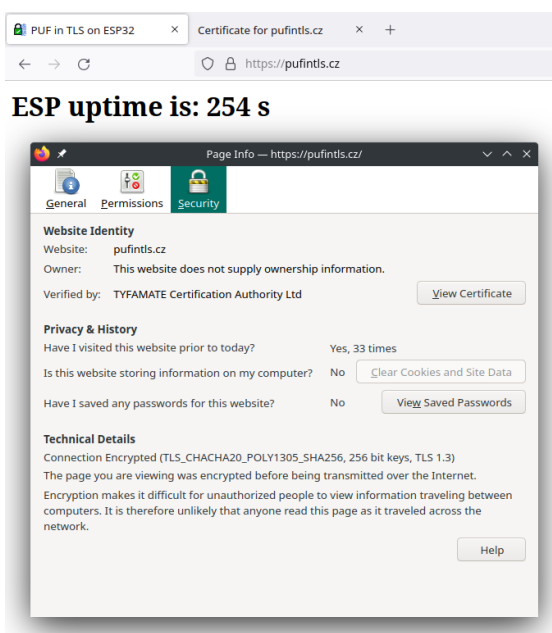 PUF in TLS on ESP32
Certificate for pufintls.cz
https://pufintls.cz
ESP uptime is: 254 s
Page Info — https://pufintls.cz/
General Permissions Security
Website Identity
Website: pufintls.cz
Owner: This website does not supply ownership information.
Verified by: TYFAMATE Certification Authority Ltd View Certificate
Privacy & History
Have I visited this website prior to today? Yes, 33 times
Is this website storing information on my computer? No Clear Cookies and Site Data
Have I saved any passwords for this website? No View Saved Passwords
Technical Details
Connection Encrypted (TLS_CHACHA20_POLY1305_SHA256, 256 bit keys, TLS 1.3)
The page you are viewing was encrypted before being transmitted over the Internet.
Encryption makes it difficult for unauthorized people to view information traveling between
computers. It is therefore unlikely that anyone read this page as it traveled across the
network.
Help